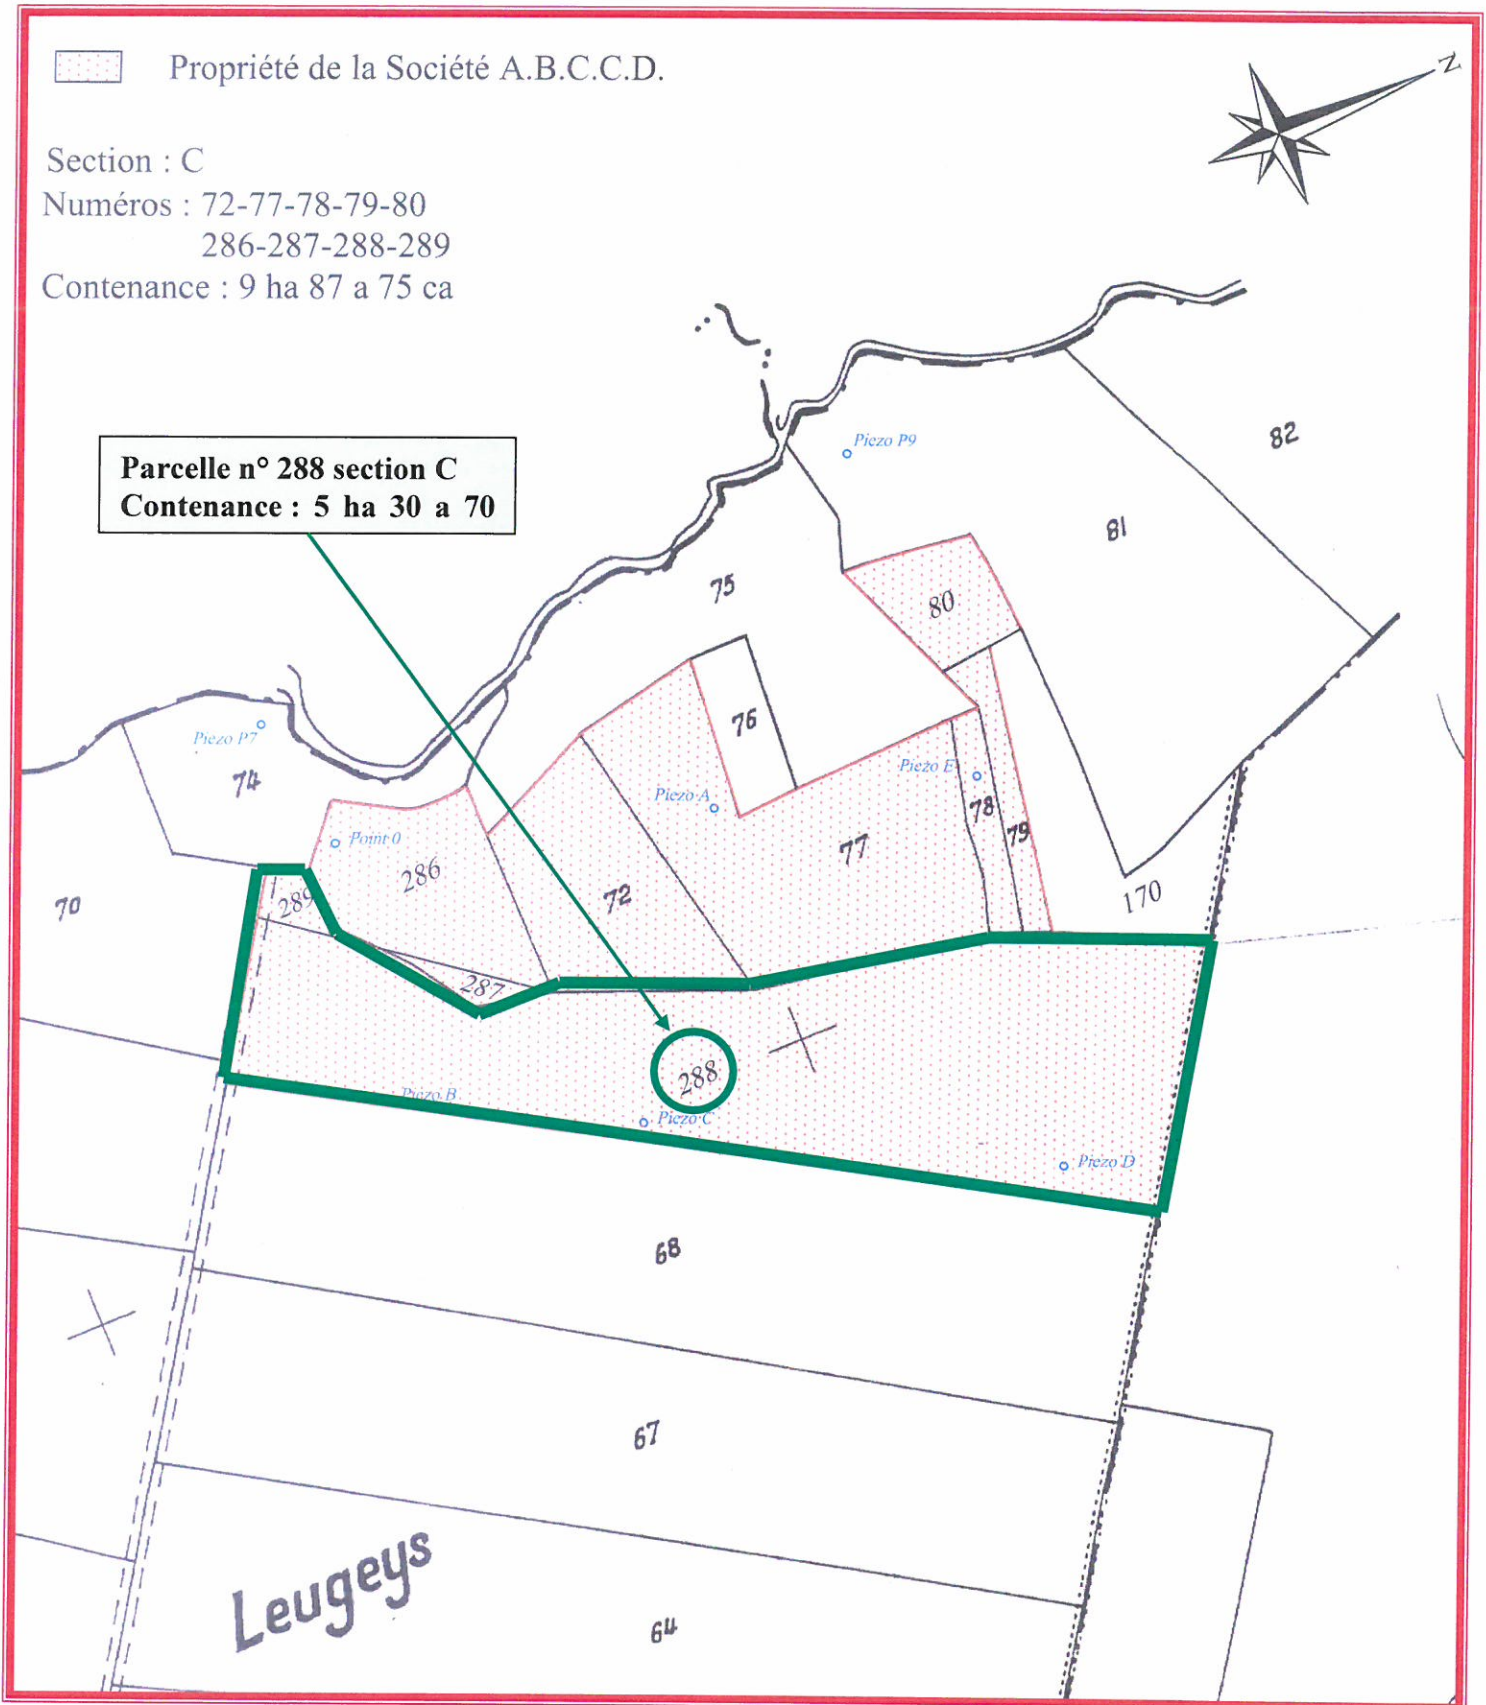 Propriété de la Société A.B.C.C.D.
N
Section : C
Numéros : 72-77-78-79-80
286-287-288-289
Contenance : 9 ha 87 a 75 ca
Parcelle n° 288 section C
Contenance : 5 ha 30 a 70
Piezo P9
82
81
75
80
76
Piezo P7
74
Piezo E
Piezo A
78
79
77
Point 0
286
72
170
70
289
287
288
Piezo B
Piezo C
Piezo D
68
67
Leugeys
64